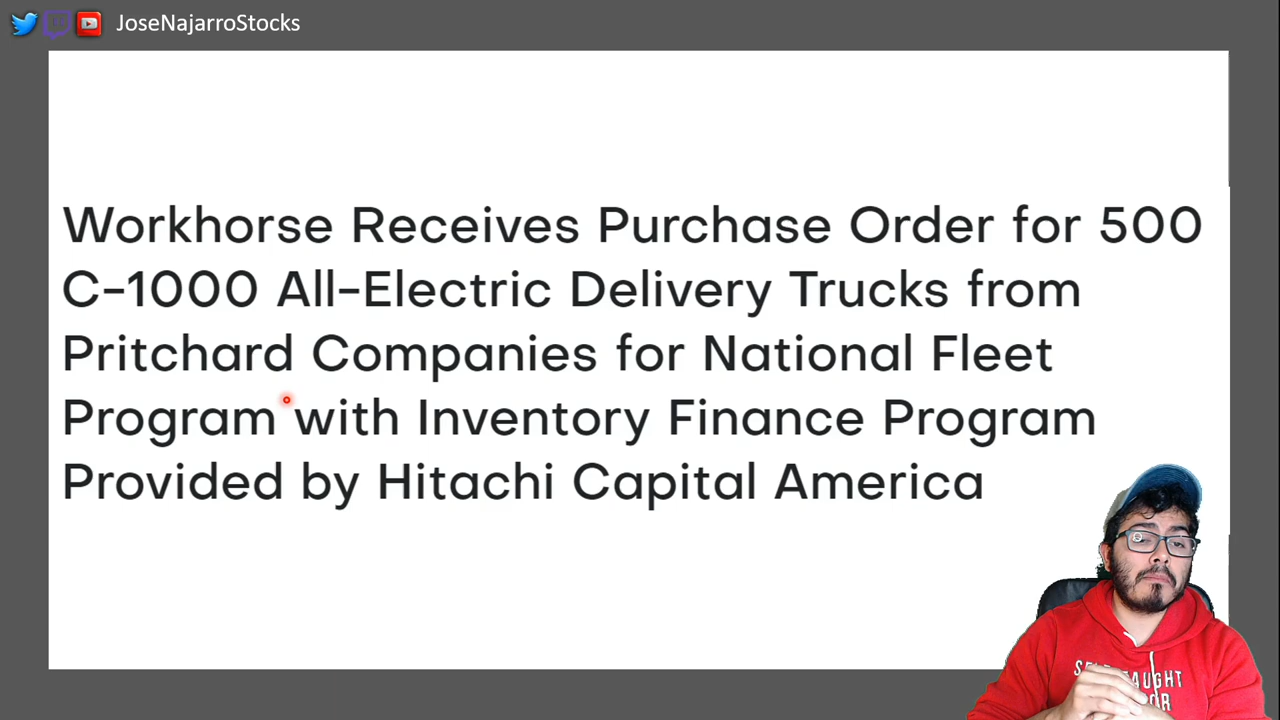 JoseNajarroStocks
Workhorse Receives Purchase Order for 500
C-1000 All-Electric Delivery Trucks from
Pritchard Companies for National Fleet
Program with Inventory Finance Program
Provided by Hitachi Capital America